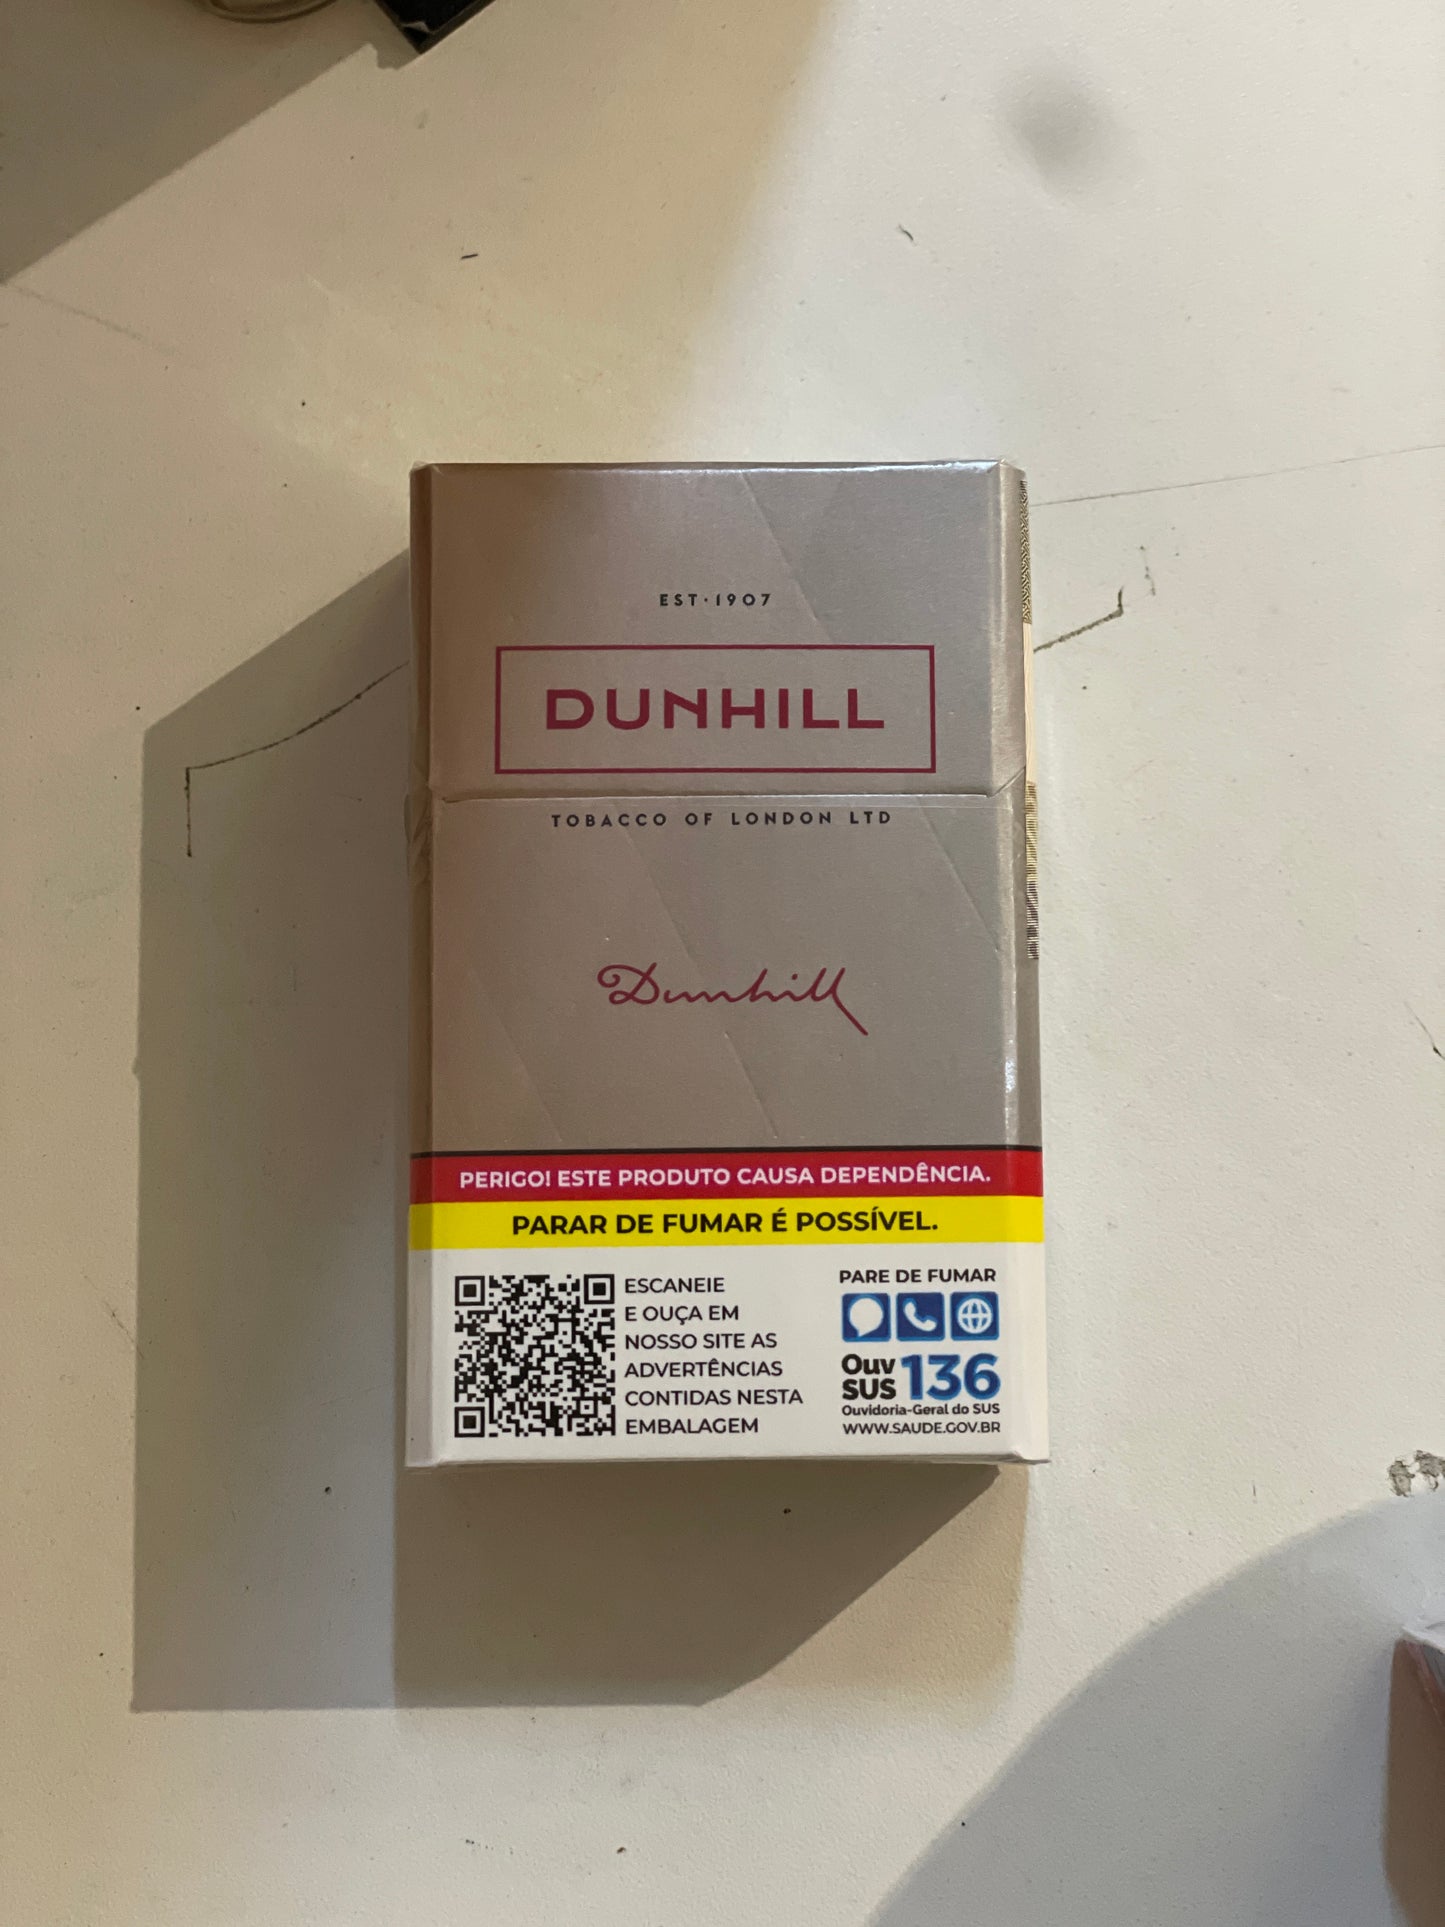 EST·1907
DUNHILL
TOBACCO OF LONDON LTD
Dunhill
PERIGO! ESTE PRODUTO CAUSA DEPENDÊNCIA.
PARAR DE FUMAR É POSSÍVEL.
ESCANEIE
E OUÇA EM
NOSSO SITE AS
ADVERTÊNCIAS
CONTIDAS NESTA
EMBALAGEM
PARE DE FUMAR
Ouv
SUS 136
Ouvidoria-Geral do SUS
WWW.SAUDE.GOV.BR